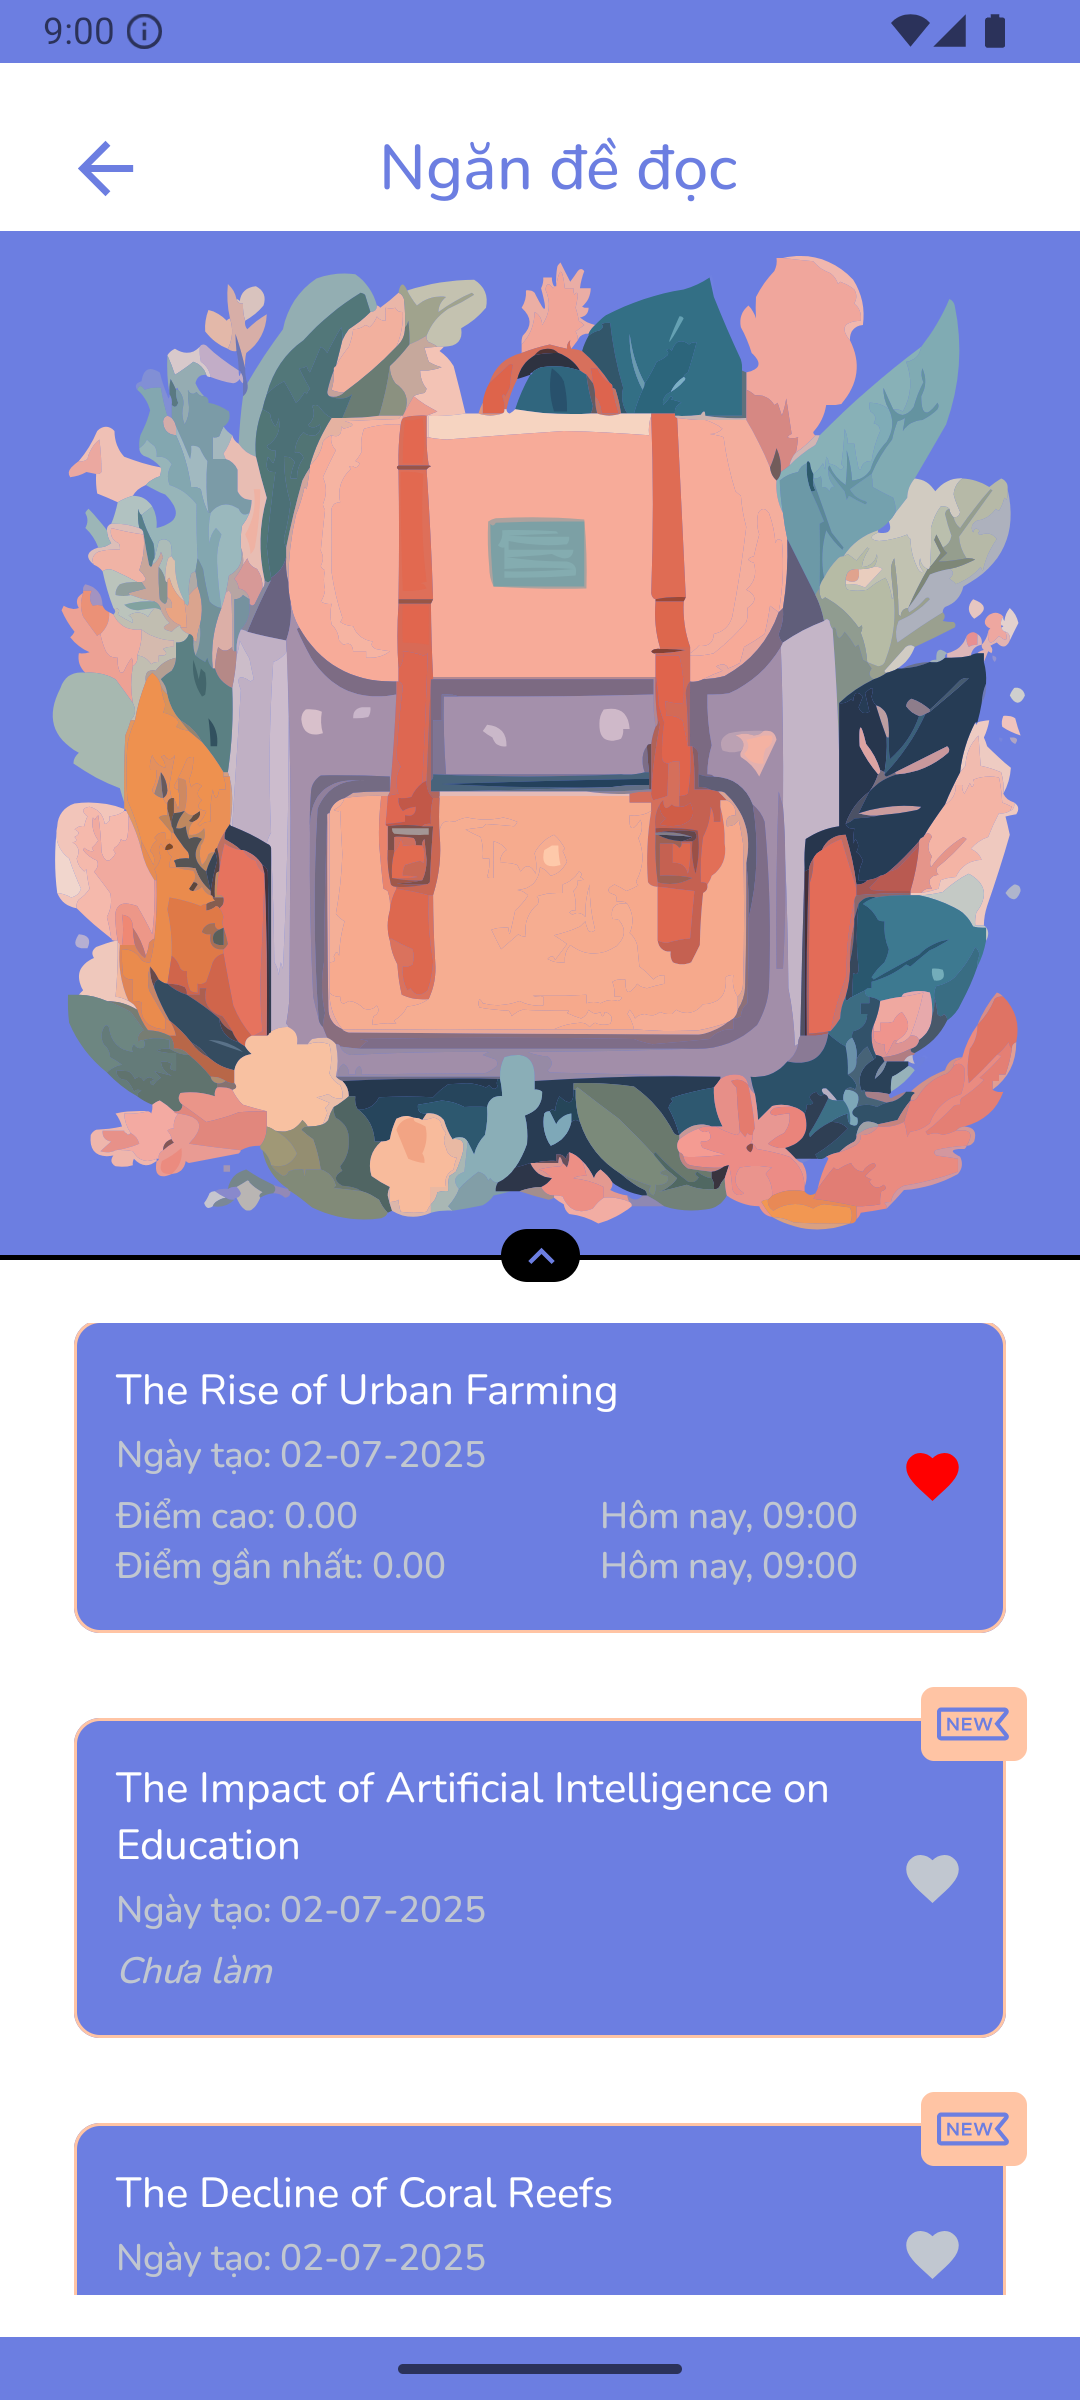 9:00
Ngăn đề đọc
The Rise of Urban Farming
Ngày tạo: 02-07-2025
Điểm cao: 0.00 Hôm nay, 09:00
Điểm gần nhất: 0.00 Hôm nay, 09:00
NEW
The Impact of Artificial Intelligence on
Education
Ngày tạo: 02-07-2025
Chưa làm
NEW
The Decline of Coral Reefs
Ngày tạo: 02-07-2025